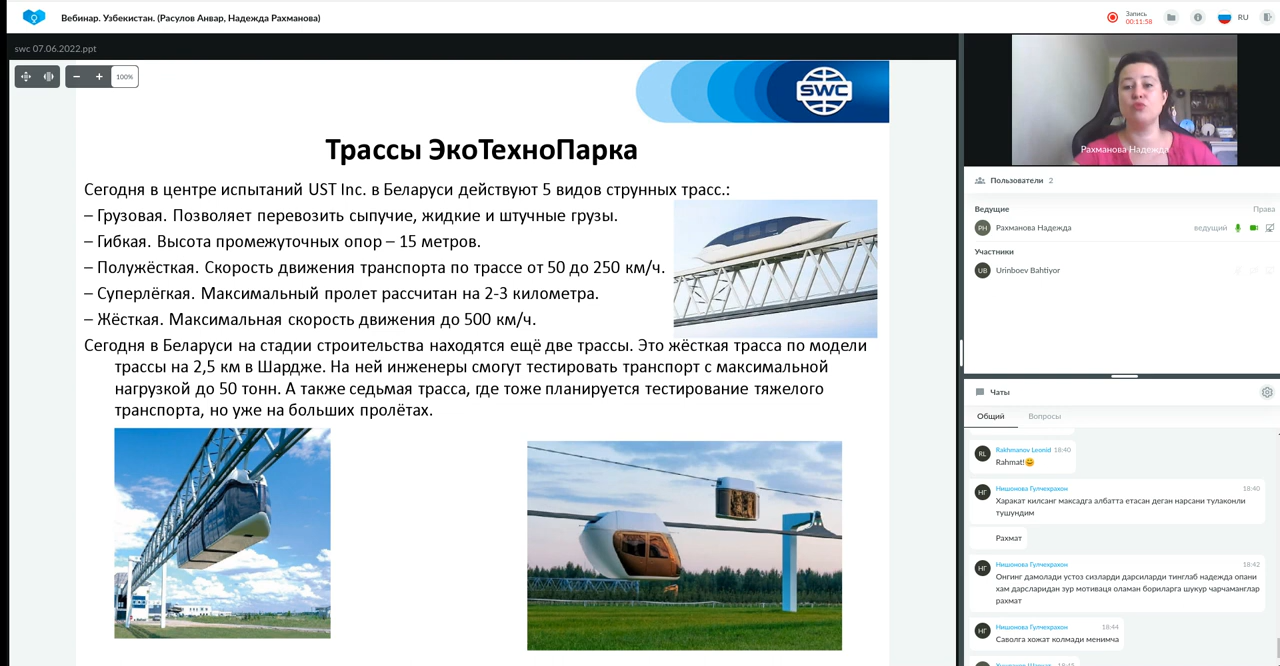 Вебинар. Узбекистан. (Расулов Анвар, Надежда Рахманова)
Запись
00:11:58
RU
swc 07.06.2022.ppt
100%
SWC
Трассы ЭкоТехноПарка
Сегодня в центре испытаний UST Inc. в Беларуси действуют 5 видов струнных трасс.:
– Грузовая. Позволяет перевозить сыпучие, жидкие и штучные грузы.
– Гибкая. Высота промежуточных опор – 15 метров.
– Полужёсткая. Скорость движения транспорта по трассе от 50 до 250 км/ч.
– Суперлёгкая. Максимальный пролет рассчитан на 2-3 километра.
– Жёсткая. Максимальная скорость движения до 500 км/ч.
Сегодня в Беларуси на стадии строительства находятся ещё две трассы. Это жёсткая трасса по модели
трассы на 2,5 км в Шардже. На ней инженеры смогут тестировать транспорт с максимальной
нагрузкой до 50 тонн. А также седьмая трасса, где тоже планируется тестирование тяжелого
транспорта, но уже на больших пролётах.
Рахманова Надежда
Пользователи 2
Ведущие Права
РН Рахманова Надежда ведущий
Участники
UB Urinboev Bahtiyor
Чаты
Общий Вопросы
RL Rakhmanov Leonid 18:40
Rahmat!😊
НГ Нишонова Гулчехрахон 18:40
Харакат килсанг максадга албатта етасан деган нарсани тулаконли
тушундим
Рахмат
НГ Нишонова Гулчехрахон 18:42
Онгинг дамолади устоз сизларди дарсиларди тинглаб надежда опани
хам дарсларидан зур мотиваця оламан бориларга шукур чарчаманглар
рахмат
НГ Нишонова Гулчехрахон 18:44
Саволга хожат колмади менимча